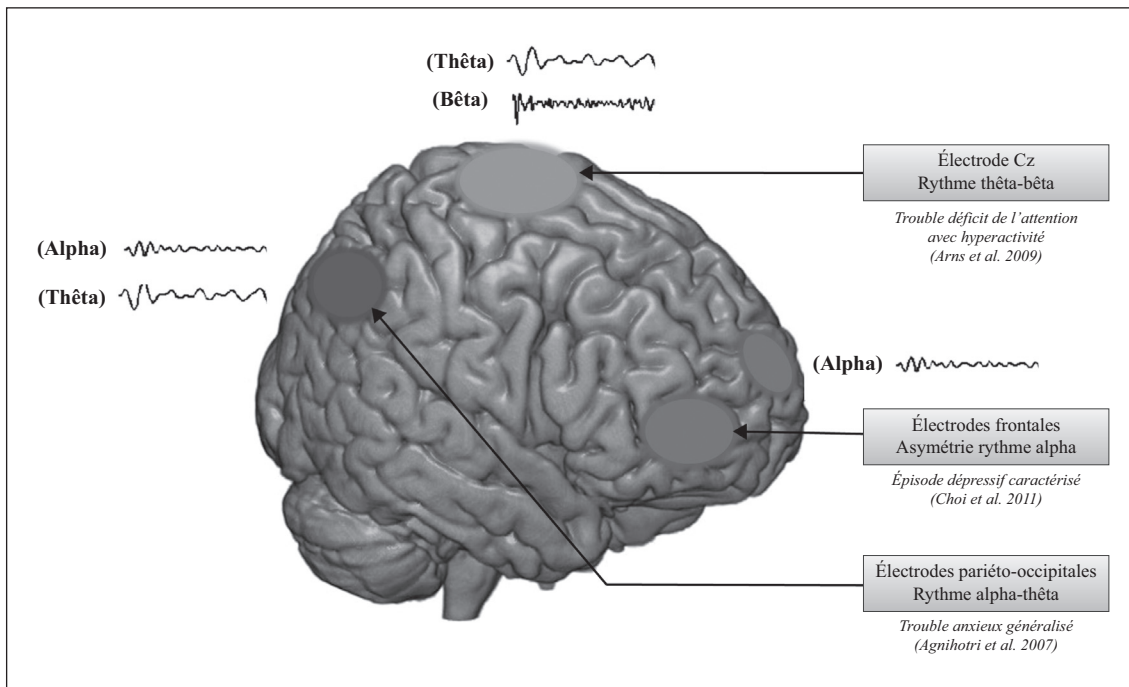 (Thêta)
(Bêta)
Électrode Cz
Rythme thêta-bêta
Trouble déficit de l’attention
avec hyperactivité
(Arns et al. 2009)
(Alpha)
(Thêta)
(Alpha)
Électrodes frontales
Asymétrie rythme alpha
Épisode dépressif caractérisé
(Choi et al. 2011)
Électrodes pariéto-occipitales
Rythme alpha-thêta
Trouble anxieux généralisé
(Agnihotri et al. 2007)